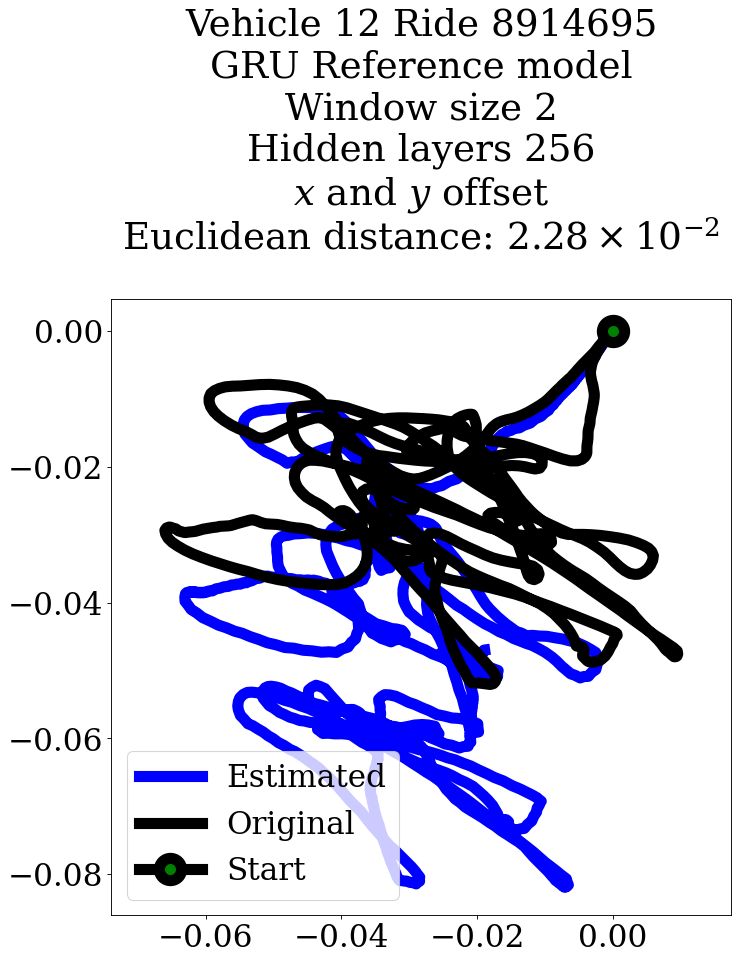 Vehicle 12 Ride 8914695
GRU Reference model
Window size 2
Hidden layers 256
x and y offset
Euclidean distance: 2.28 × 10⁻²
0.00
−0.02
−0.04
−0.06
−0.08
Estimated
Original
Start
−0.06 −0.04 −0.02 0.00